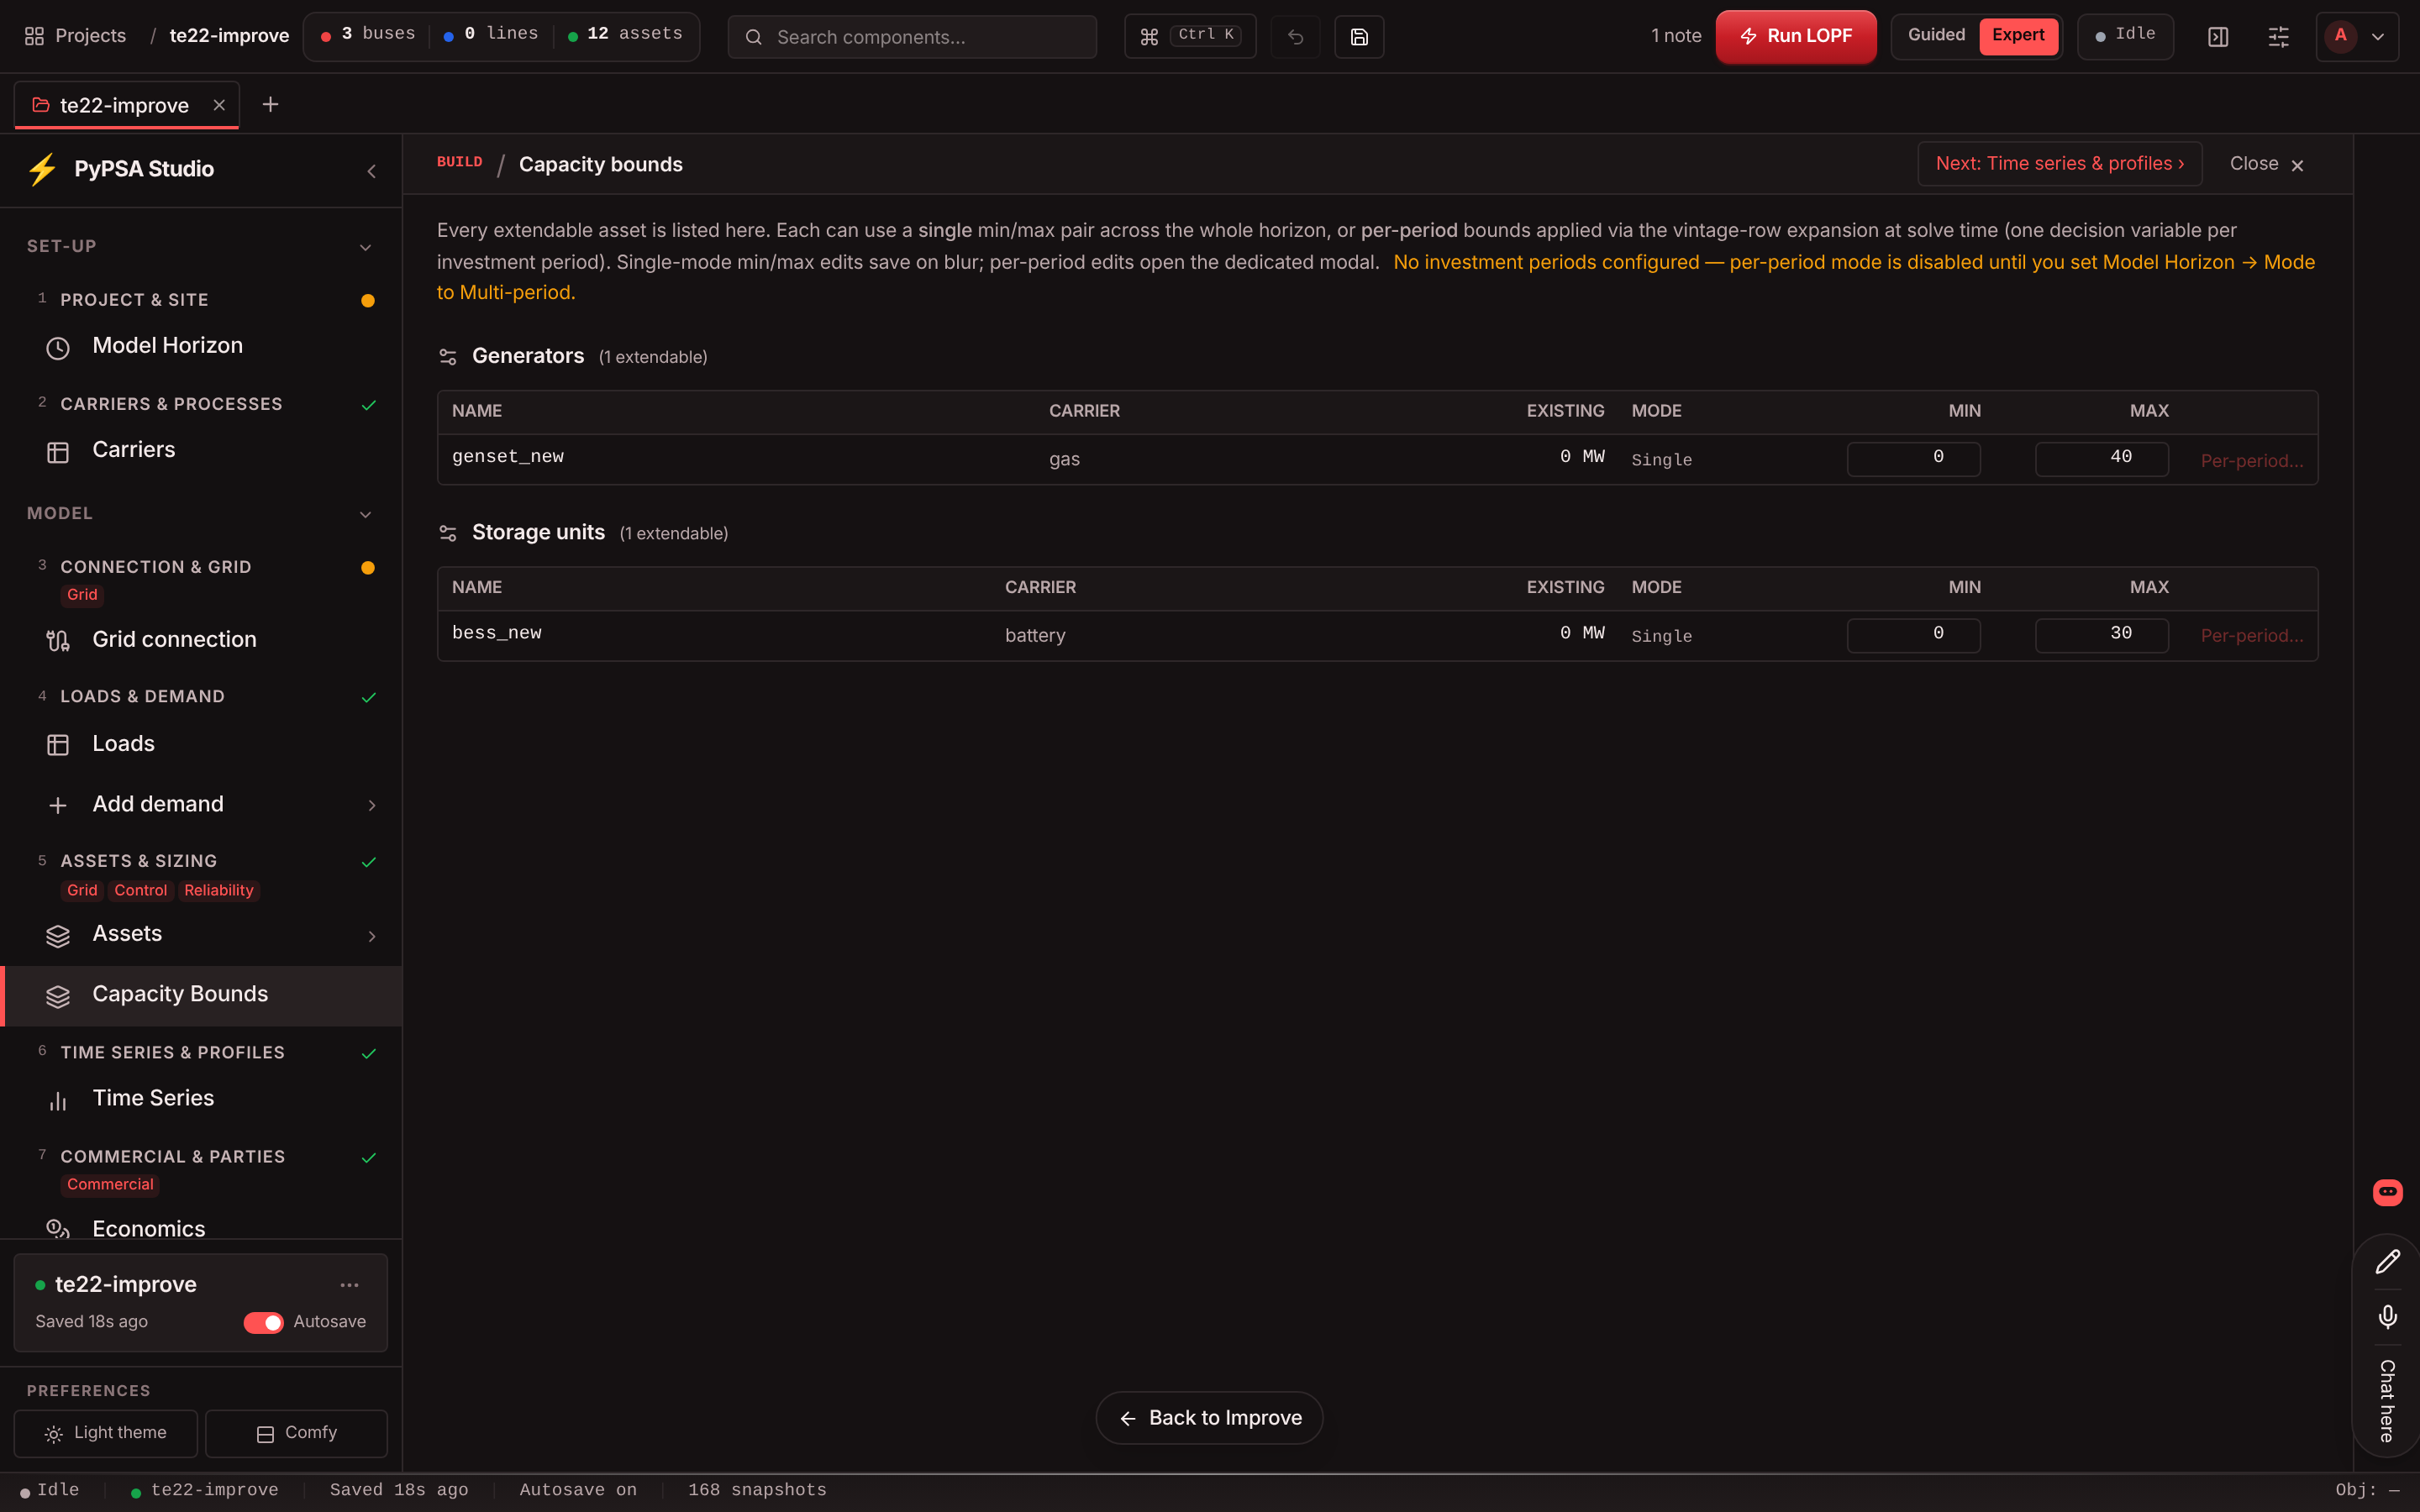 Projects / te22-improve 3 buses 0 lines 12 assets Search components... ⌘ Ctrl K 1 note Run LOPF Guided Expert Idle A
te22-improve × +
PyPSA Studio
BUILD / Capacity bounds Next: Time series & profiles › Close ×
SET-UP
1 PROJECT & SITE
Model Horizon
2 CARRIERS & PROCESSES
Carriers
MODEL
3 CONNECTION & GRID
Grid
Grid connection
4 LOADS & DEMAND
Loads
Add demand
5 ASSETS & SIZING
Grid Control Reliability
Assets
Capacity Bounds
6 TIME SERIES & PROFILES
Time Series
7 COMMERCIAL & PARTIES
Commercial
Economics
te22-improve ...
Saved 18s ago Autosave
PREFERENCES
Light theme Comfy
Every extendable asset is listed here. Each can use a single min/max pair across the whole horizon, or per-period bounds applied via the vintage-row expansion at solve time (one decision variable per
investment period). Single-mode min/max edits save on blur; per-period edits open the dedicated modal. No investment periods configured — per-period mode is disabled until you set Model Horizon → Mode
to Multi-period.
Generators (1 extendable)
NAME CARRIER EXISTING MODE MIN MAX
genset_new gas 0 MW Single 0 40 Per-period...
Storage units (1 extendable)
NAME CARRIER EXISTING MODE MIN MAX
bess_new battery 0 MW Single 0 30 Per-period...
← Back to Improve
Chat here
Idle te22-improve Saved 18s ago Autosave on 168 snapshots Obj: —